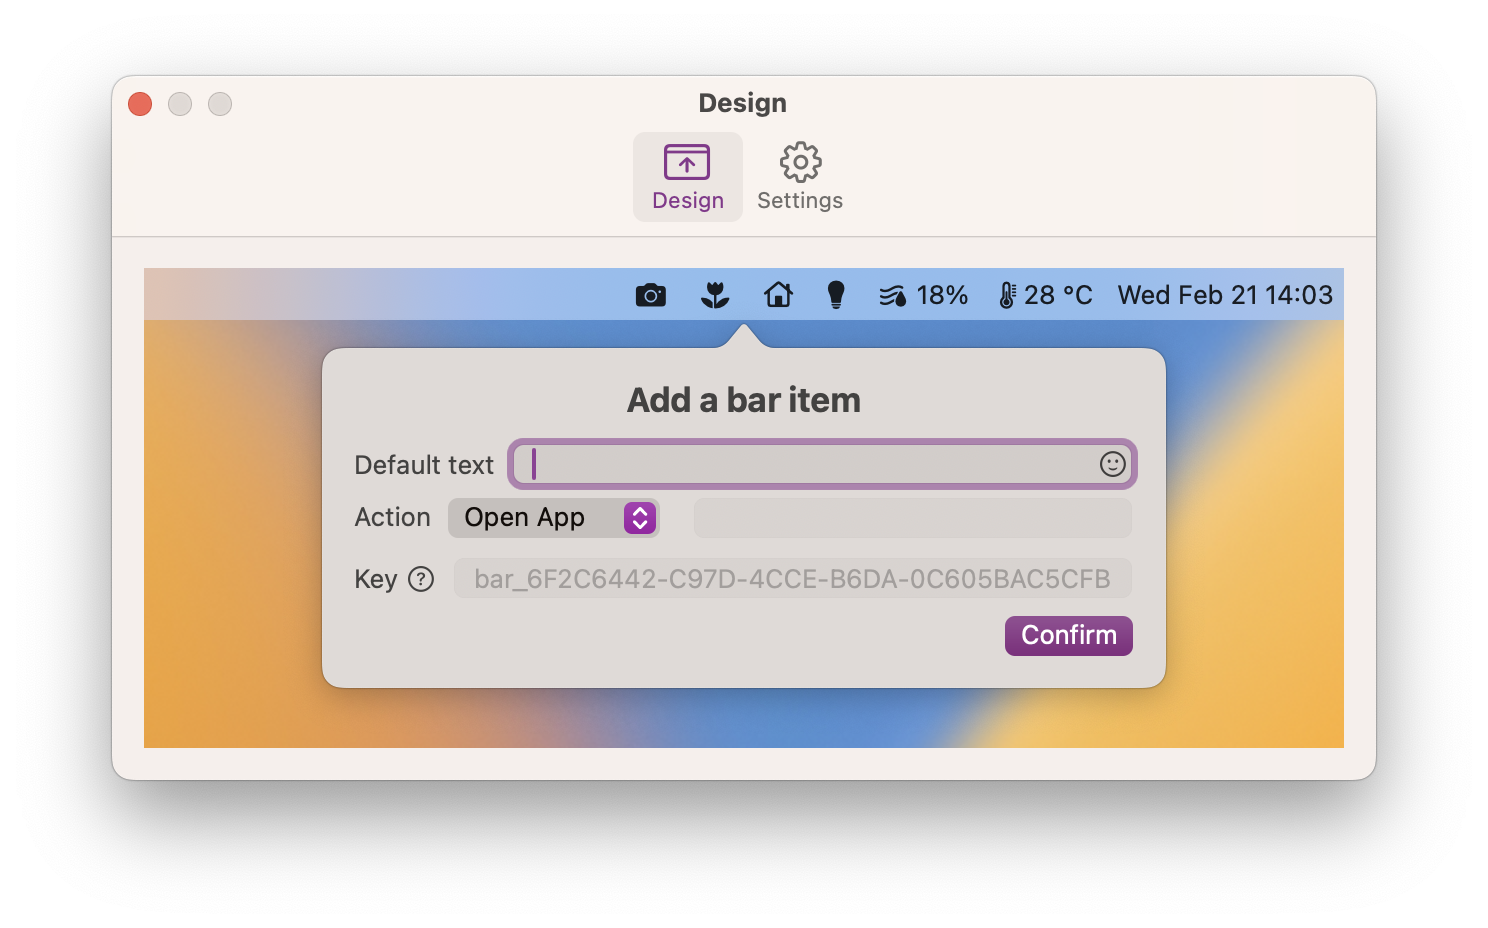 Design
Design
Settings
18% 28 °C Wed Feb 21 14:03
Add a bar item
Default text
Action Open App
Key ? bar_6F2C6442-C97D-4CCE-B6DA-0C605BAC5CFB
Confirm